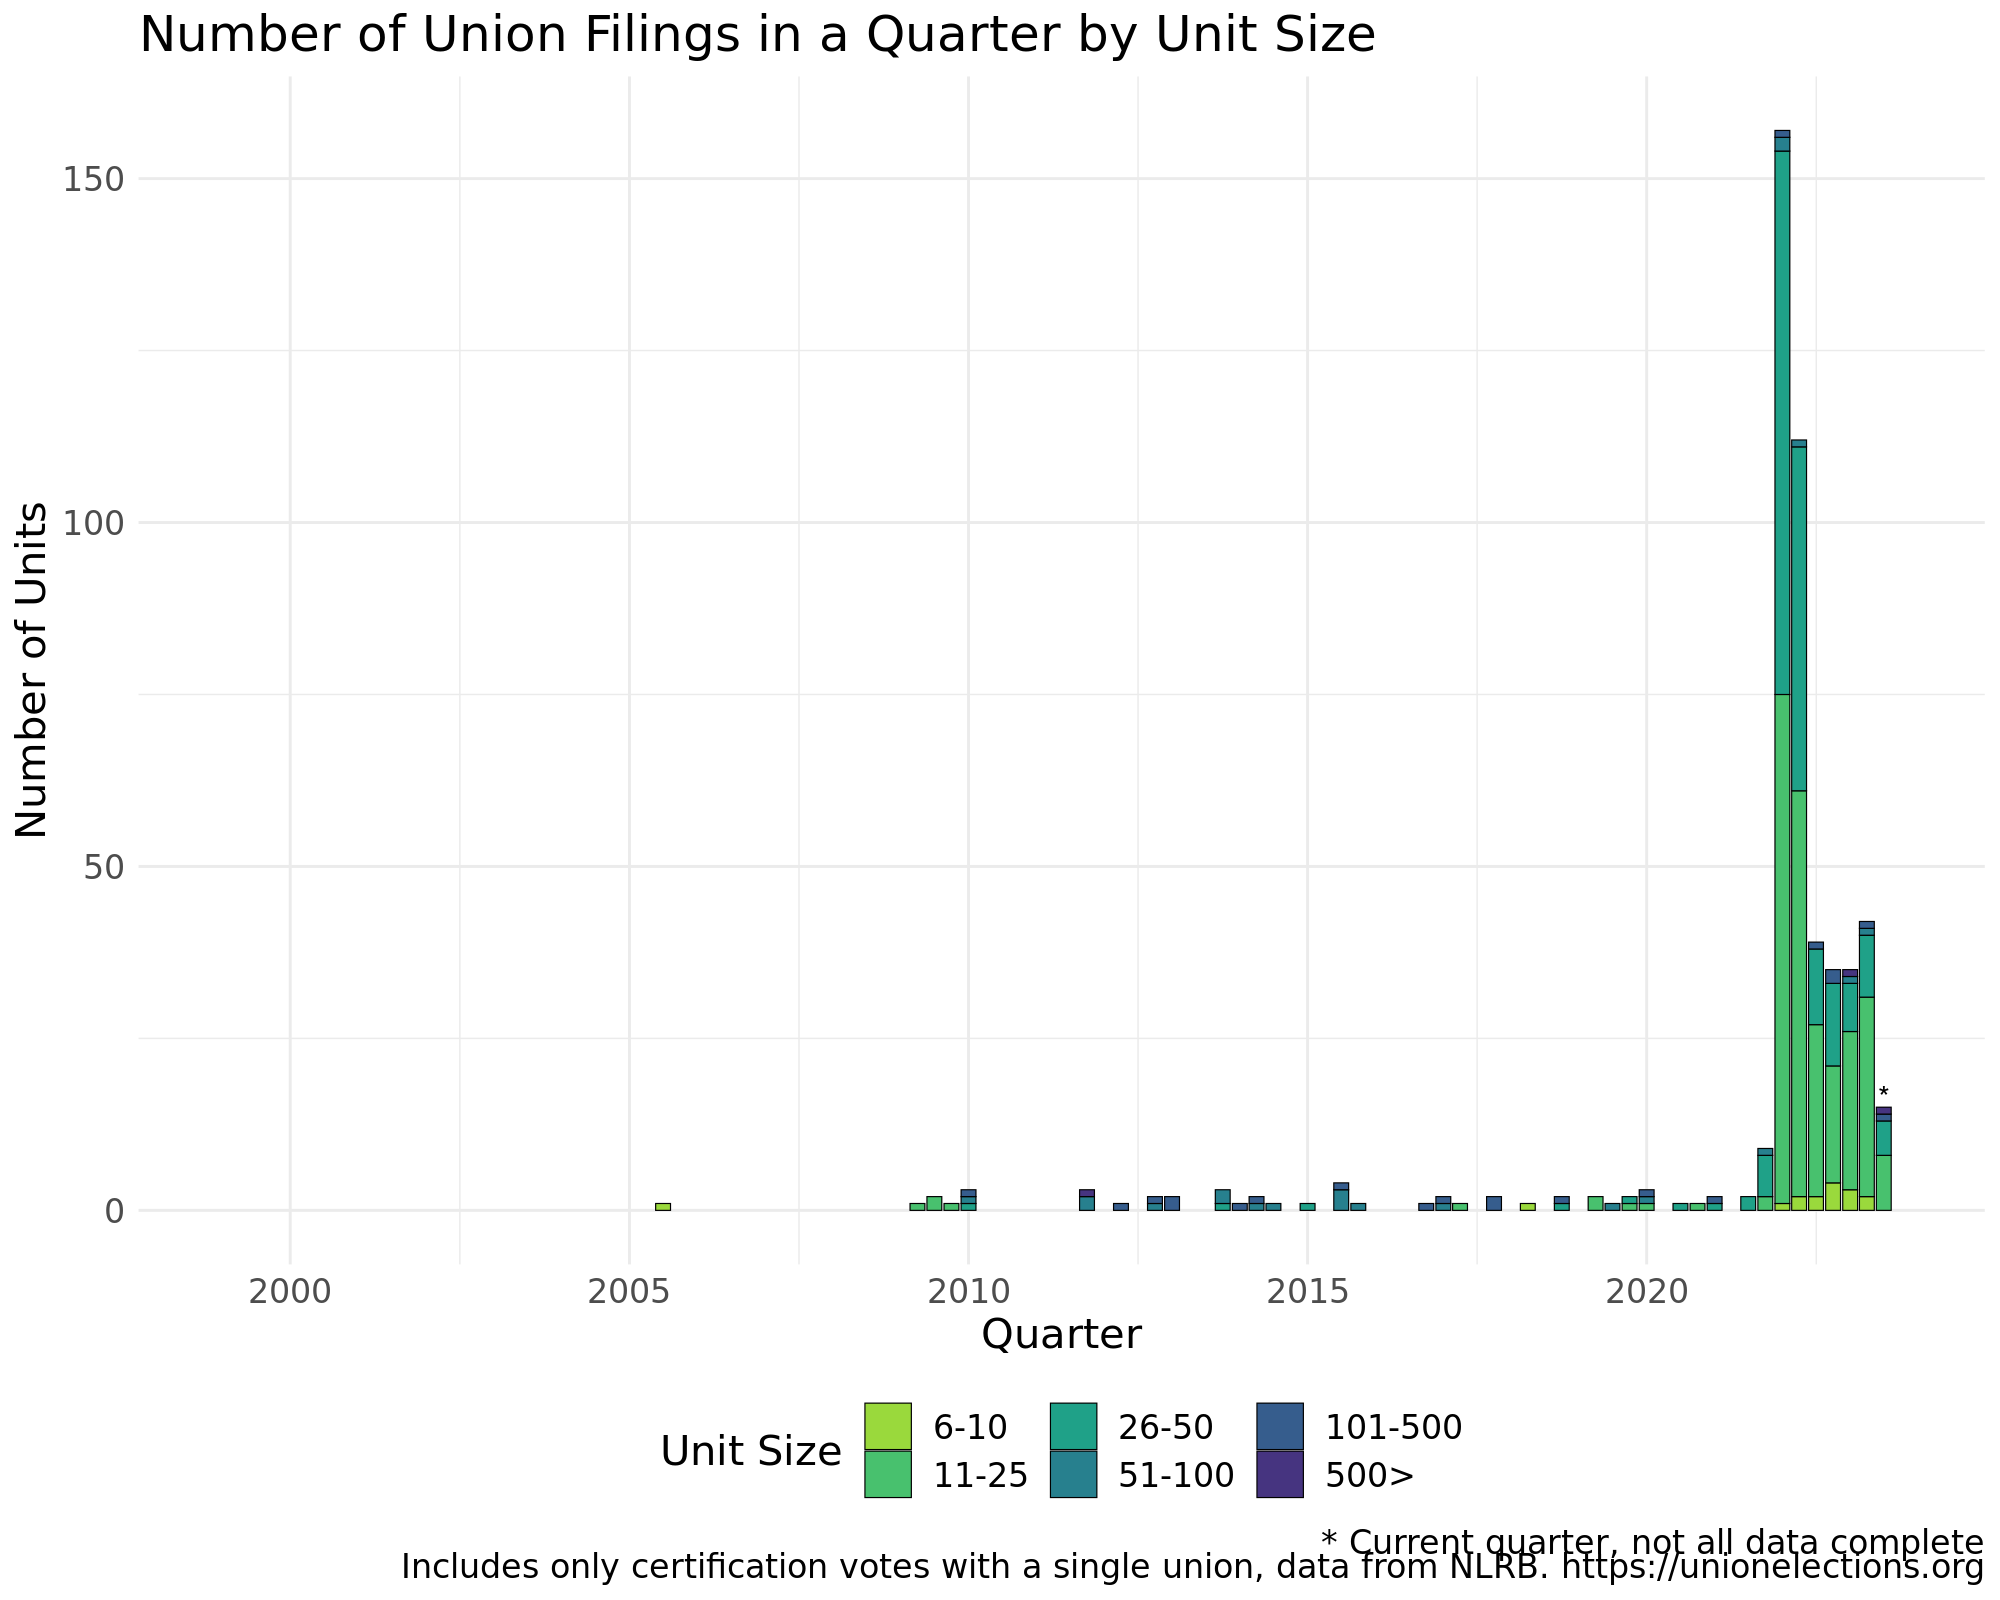 Number of Union Filings in a Quarter by Unit Size
Number of Units
150
100
50
0
*
2000 2005 2010 2015 2020
Quarter
Unit Size
6-10 26-50 101-500
11-25 51-100 500>
* Current quarter, not all data complete
Includes only certification votes with a single union, data from NLRB. https://unionelections.org